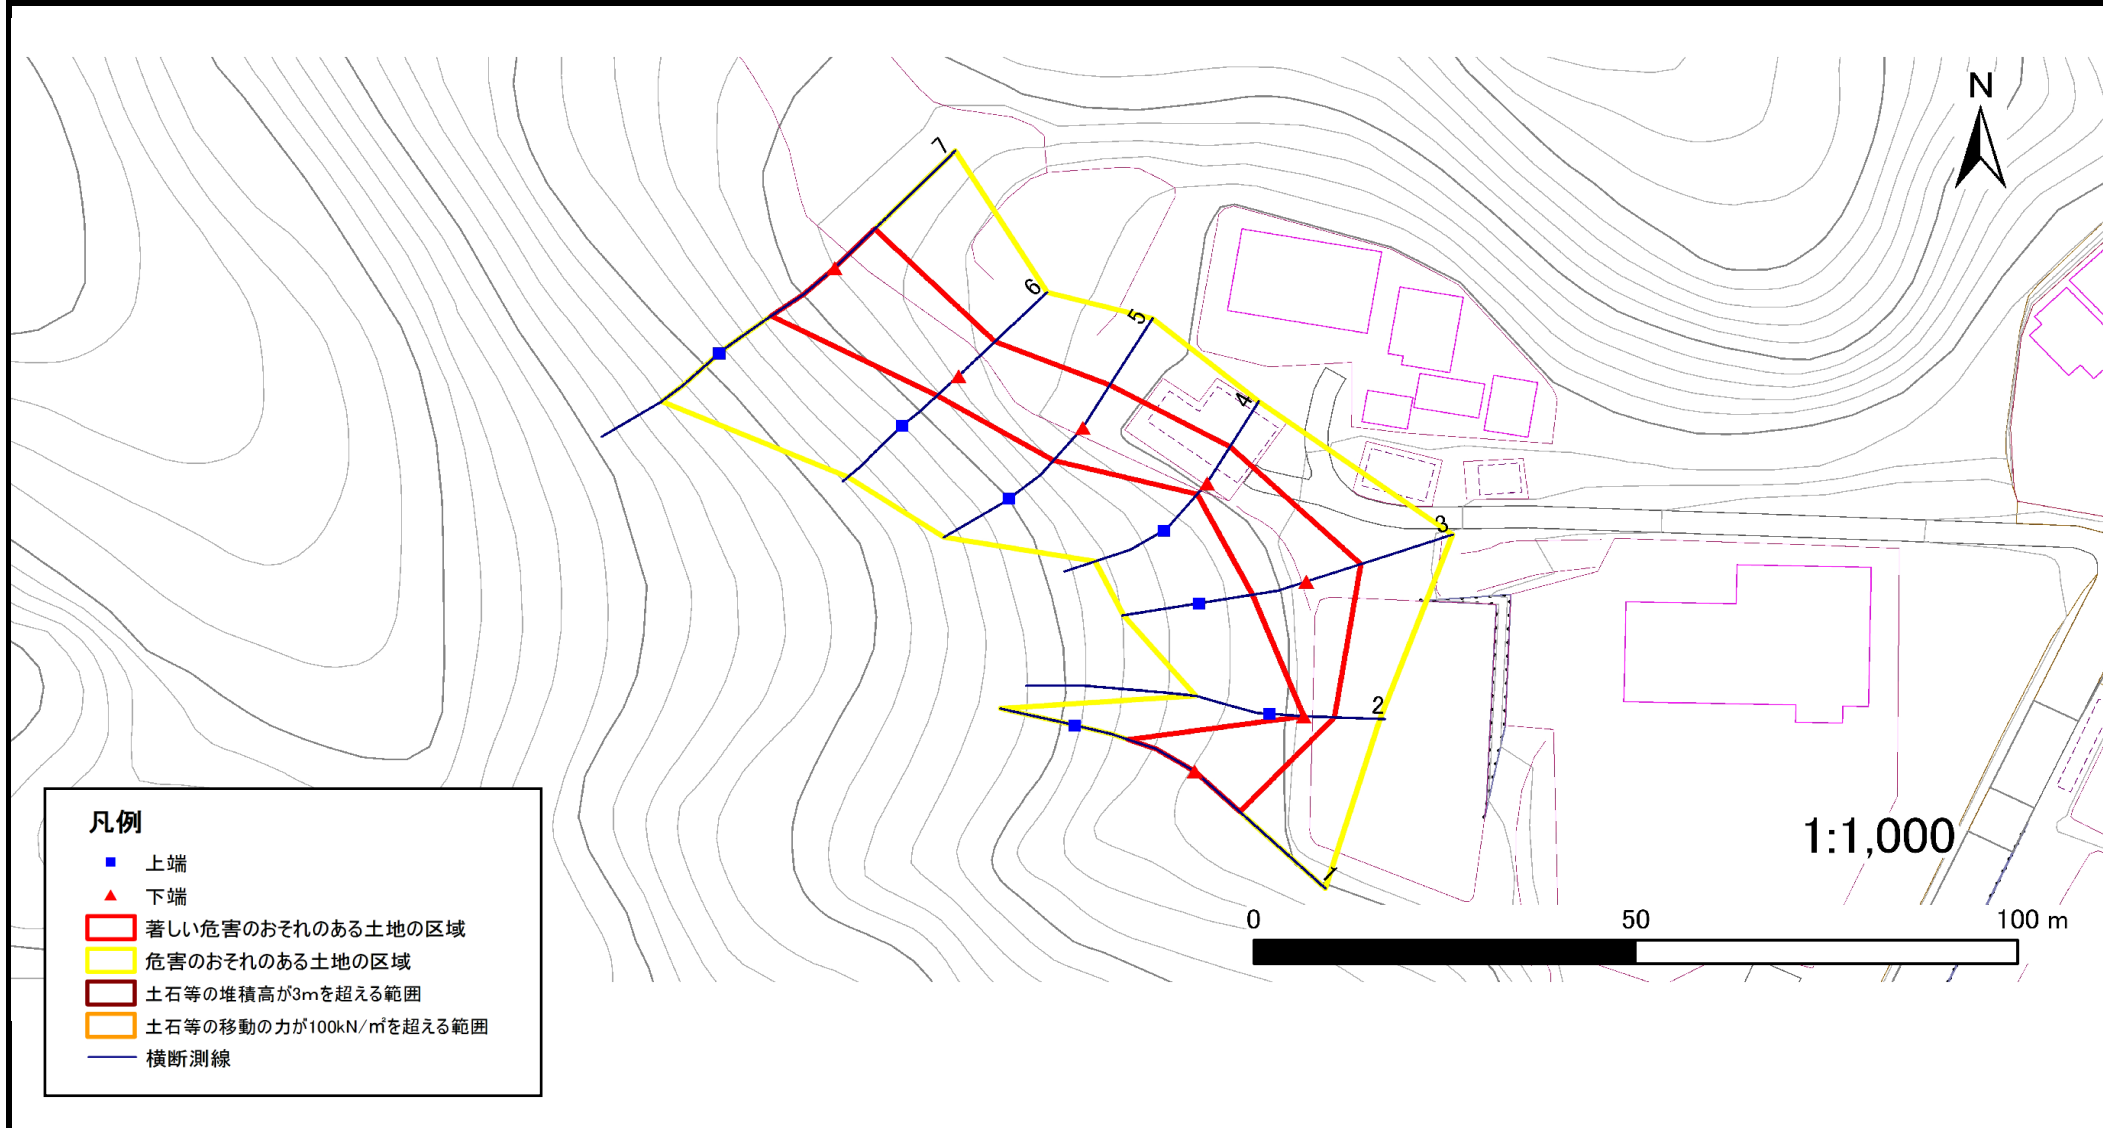 N
7
6
5
4
3
2
1
1:1,000
0 50 100 m
凡例
上端
下端
著しい危害のおそれのある土地の区域
危害のおそれのある土地の区域
土石等の堆積高が3mを超える範囲
土石等の移動の力が100kN/㎡を超える範囲
横断測線